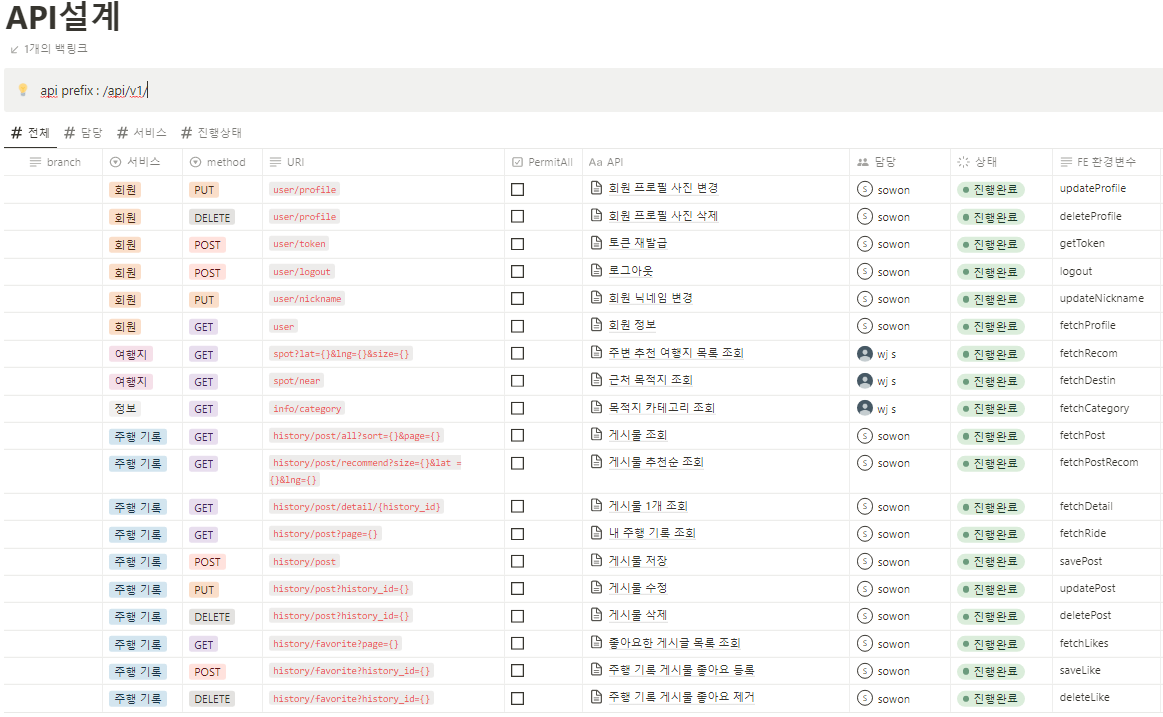 API설계
1개의 백링크
api prefix : /api/v1/
전체 담당 서비스 진행상태
branch 서비스 method URI PermitAll Aa API 담당 상태 FE 환경변수
회원 PUT user/profile 회원 프로필 사진 변경 S sowon 진행완료 updateProfile
회원 DELETE user/profile 회원 프로필 사진 삭제 S sowon 진행완료 deleteProfile
회원 POST user/token 토큰 재발급 S sowon 진행완료 getToken
회원 POST user/logout 로그아웃 S sowon 진행완료 logout
회원 PUT user/nickname 회원 닉네임 변경 S sowon 진행완료 updateNickname
회원 GET user 회원 정보 S sowon 진행완료 fetchProfile
여행지 GET spot?lat={}&lng={}&size={} 주변 추천 여행지 목록 조회 wj s 진행완료 fetchRecom
여행지 GET spot/near 근처 목적지 조회 wj s 진행완료 fetchDestin
정보 GET info/category 목적지 카테고리 조회 wj s 진행완료 fetchCategory
주행 기록 GET history/post/all?sort={}&page={} 게시물 조회 S sowon 진행완료 fetchPost
주행 기록 GET history/post/recommend?size={}&lat = 게시물 추천순 조회 S sowon 진행완료 fetchPostRecom
{}&lng={}
주행 기록 GET history/post/detail/{history_id} 게시물 1개 조회 S sowon 진행완료 fetchDetail
주행 기록 GET history/post?page={} 내 주행 기록 조회 S sowon 진행완료 fetchRide
주행 기록 POST history/post 게시물 저장 S sowon 진행완료 savePost
주행 기록 PUT history/post?history_id={} 게시물 수정 S sowon 진행완료 updatePost
주행 기록 DELETE history/post?history_id={} 게시물 삭제 S sowon 진행완료 deletePost
주행 기록 GET history/favorite?page={} 좋아요한 게시글 목록 조회 S sowon 진행완료 fetchLikes
주행 기록 POST history/favorite?history_id={} 주행 기록 게시물 좋아요 등록 S sowon 진행완료 saveLike
주행 기록 DELETE history/favorite?history_id={} 주행 기록 게시물 좋아요 제거 S sowon 진행완료 deleteLike